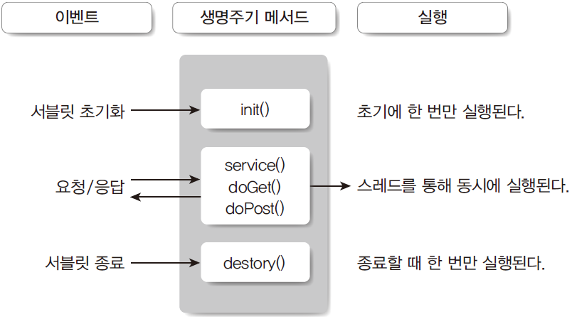 이벤트
생명주기 메서드
실행
서블릿 초기화
init()
초기에 한 번만 실행된다.
요청/응답
service()
doGet()
doPost()
스레드를 통해 동시에 실행된다.
서블릿 종료
destory()
종료할 때 한 번만 실행된다.